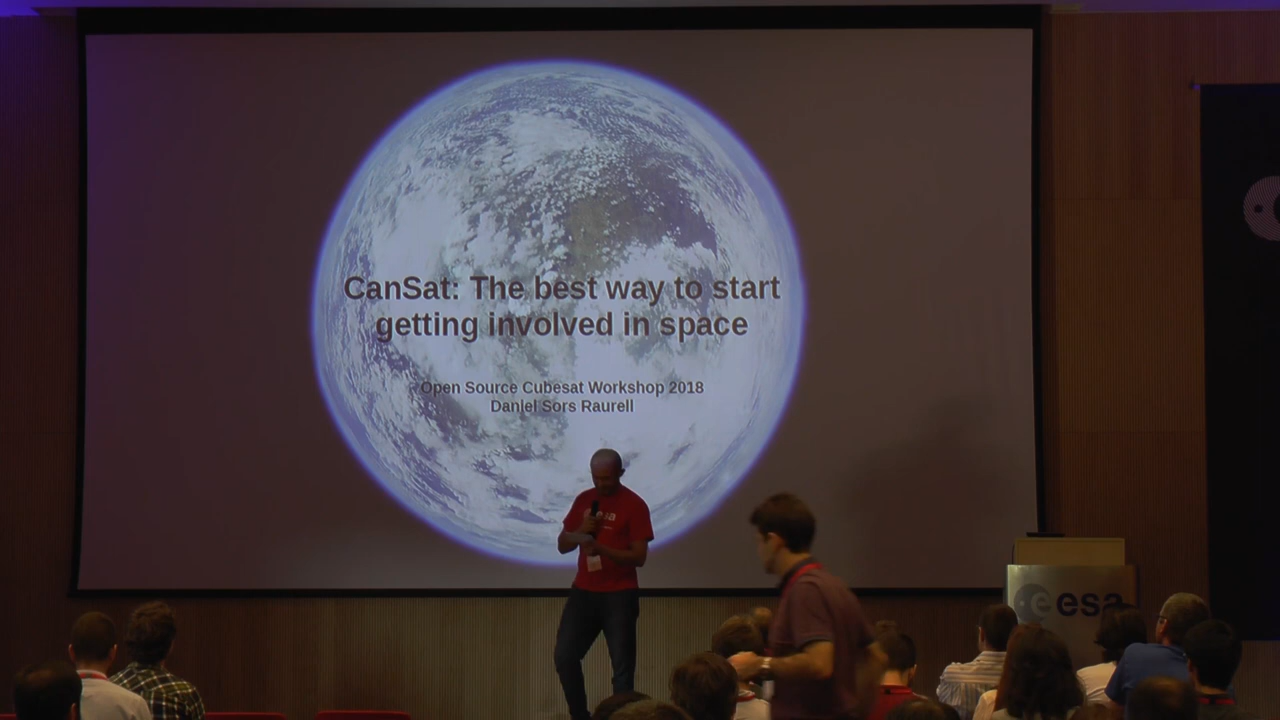 CanSat: The best way to start
getting involved in space
Open Source Cubesat Workshop 2018
Daniel Sors Raurell
esa